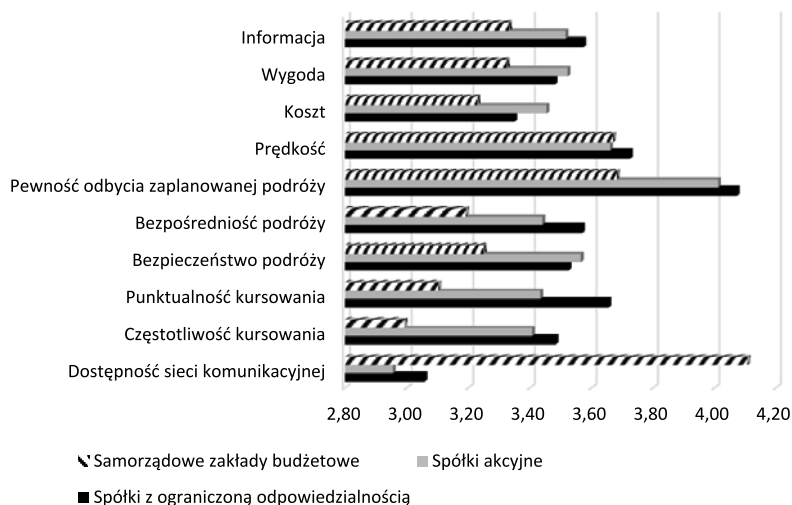 Informacja
Wygoda
Koszt
Prędkość
Pewność odbycia zaplanowanej podróży
Bezpośredniość podróży
Bezpieczeństwo podróży
Punktualność kursowania
Częstotliwość kursowania
Dostępność sieci komunikacyjnej
2,80 3,00 3,20 3,40 3,60 3,80 4,00 4,20
Samorządowe zakłady budżetowe Spółki akcyjne
Spółki z ograniczoną odpowiedzialnością